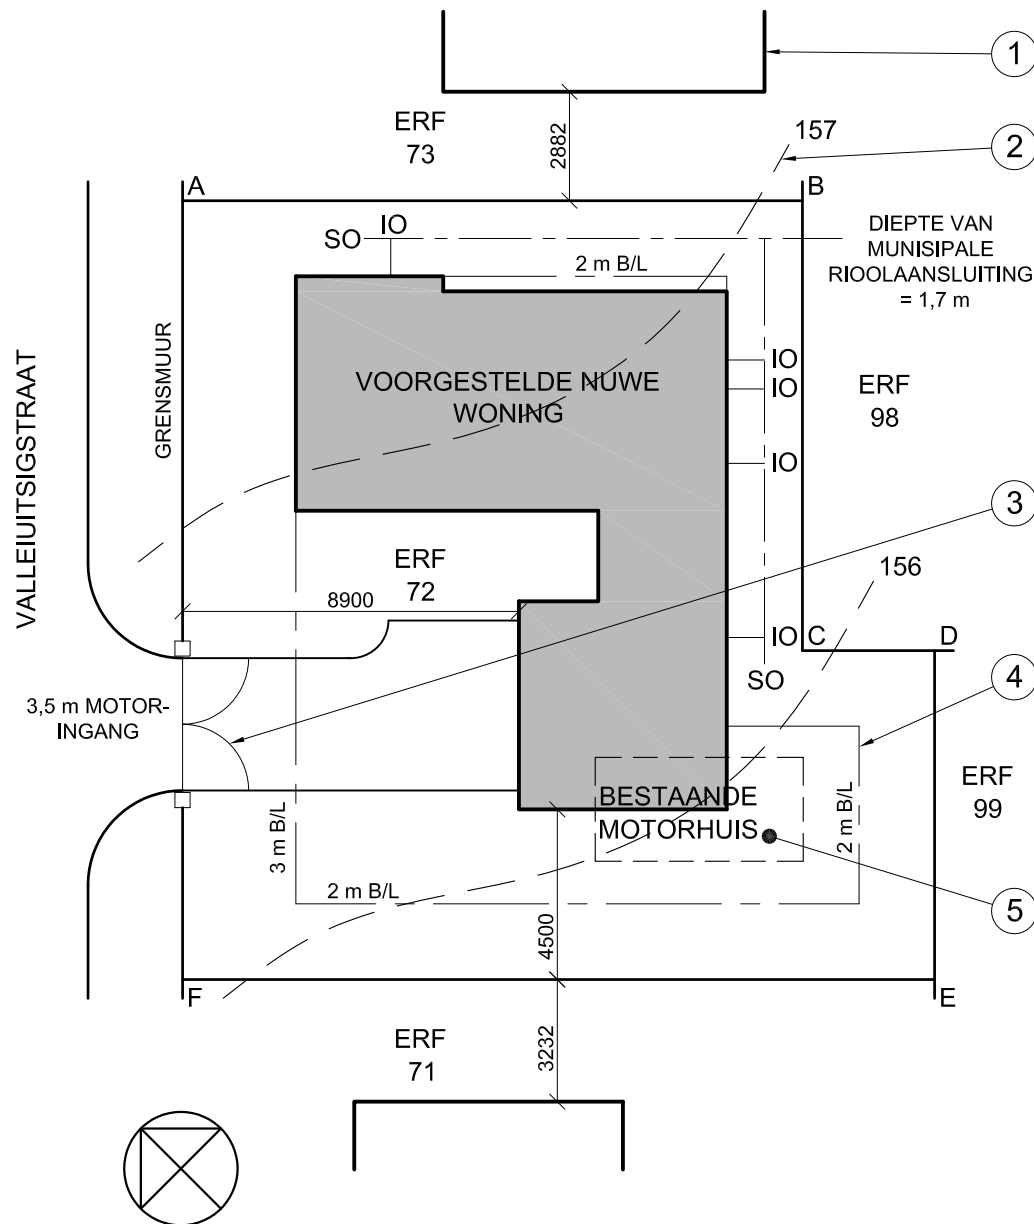 1
ERF
73
2882
157
2
A
B
SO
IO
2 m B/L
DIEPTE VAN
MUNISIPALE
RIOOLAANSLUITING
= 1,7 m
VALLEIUITSIGSTRAAT
GRENSMUUR
VOORGESTELDE NUWE
WONING
IO
IO
IO
ERF
98
3
ERF
72
156
8900
IO
C
D
SO
4
3,5 m MOTOR-
INGANG
ERF
99
BESTAANDE
MOTORHUIS
3 m B/L
2 m B/L
2 m B/L
5
4500
F
E
ERF
71
3232